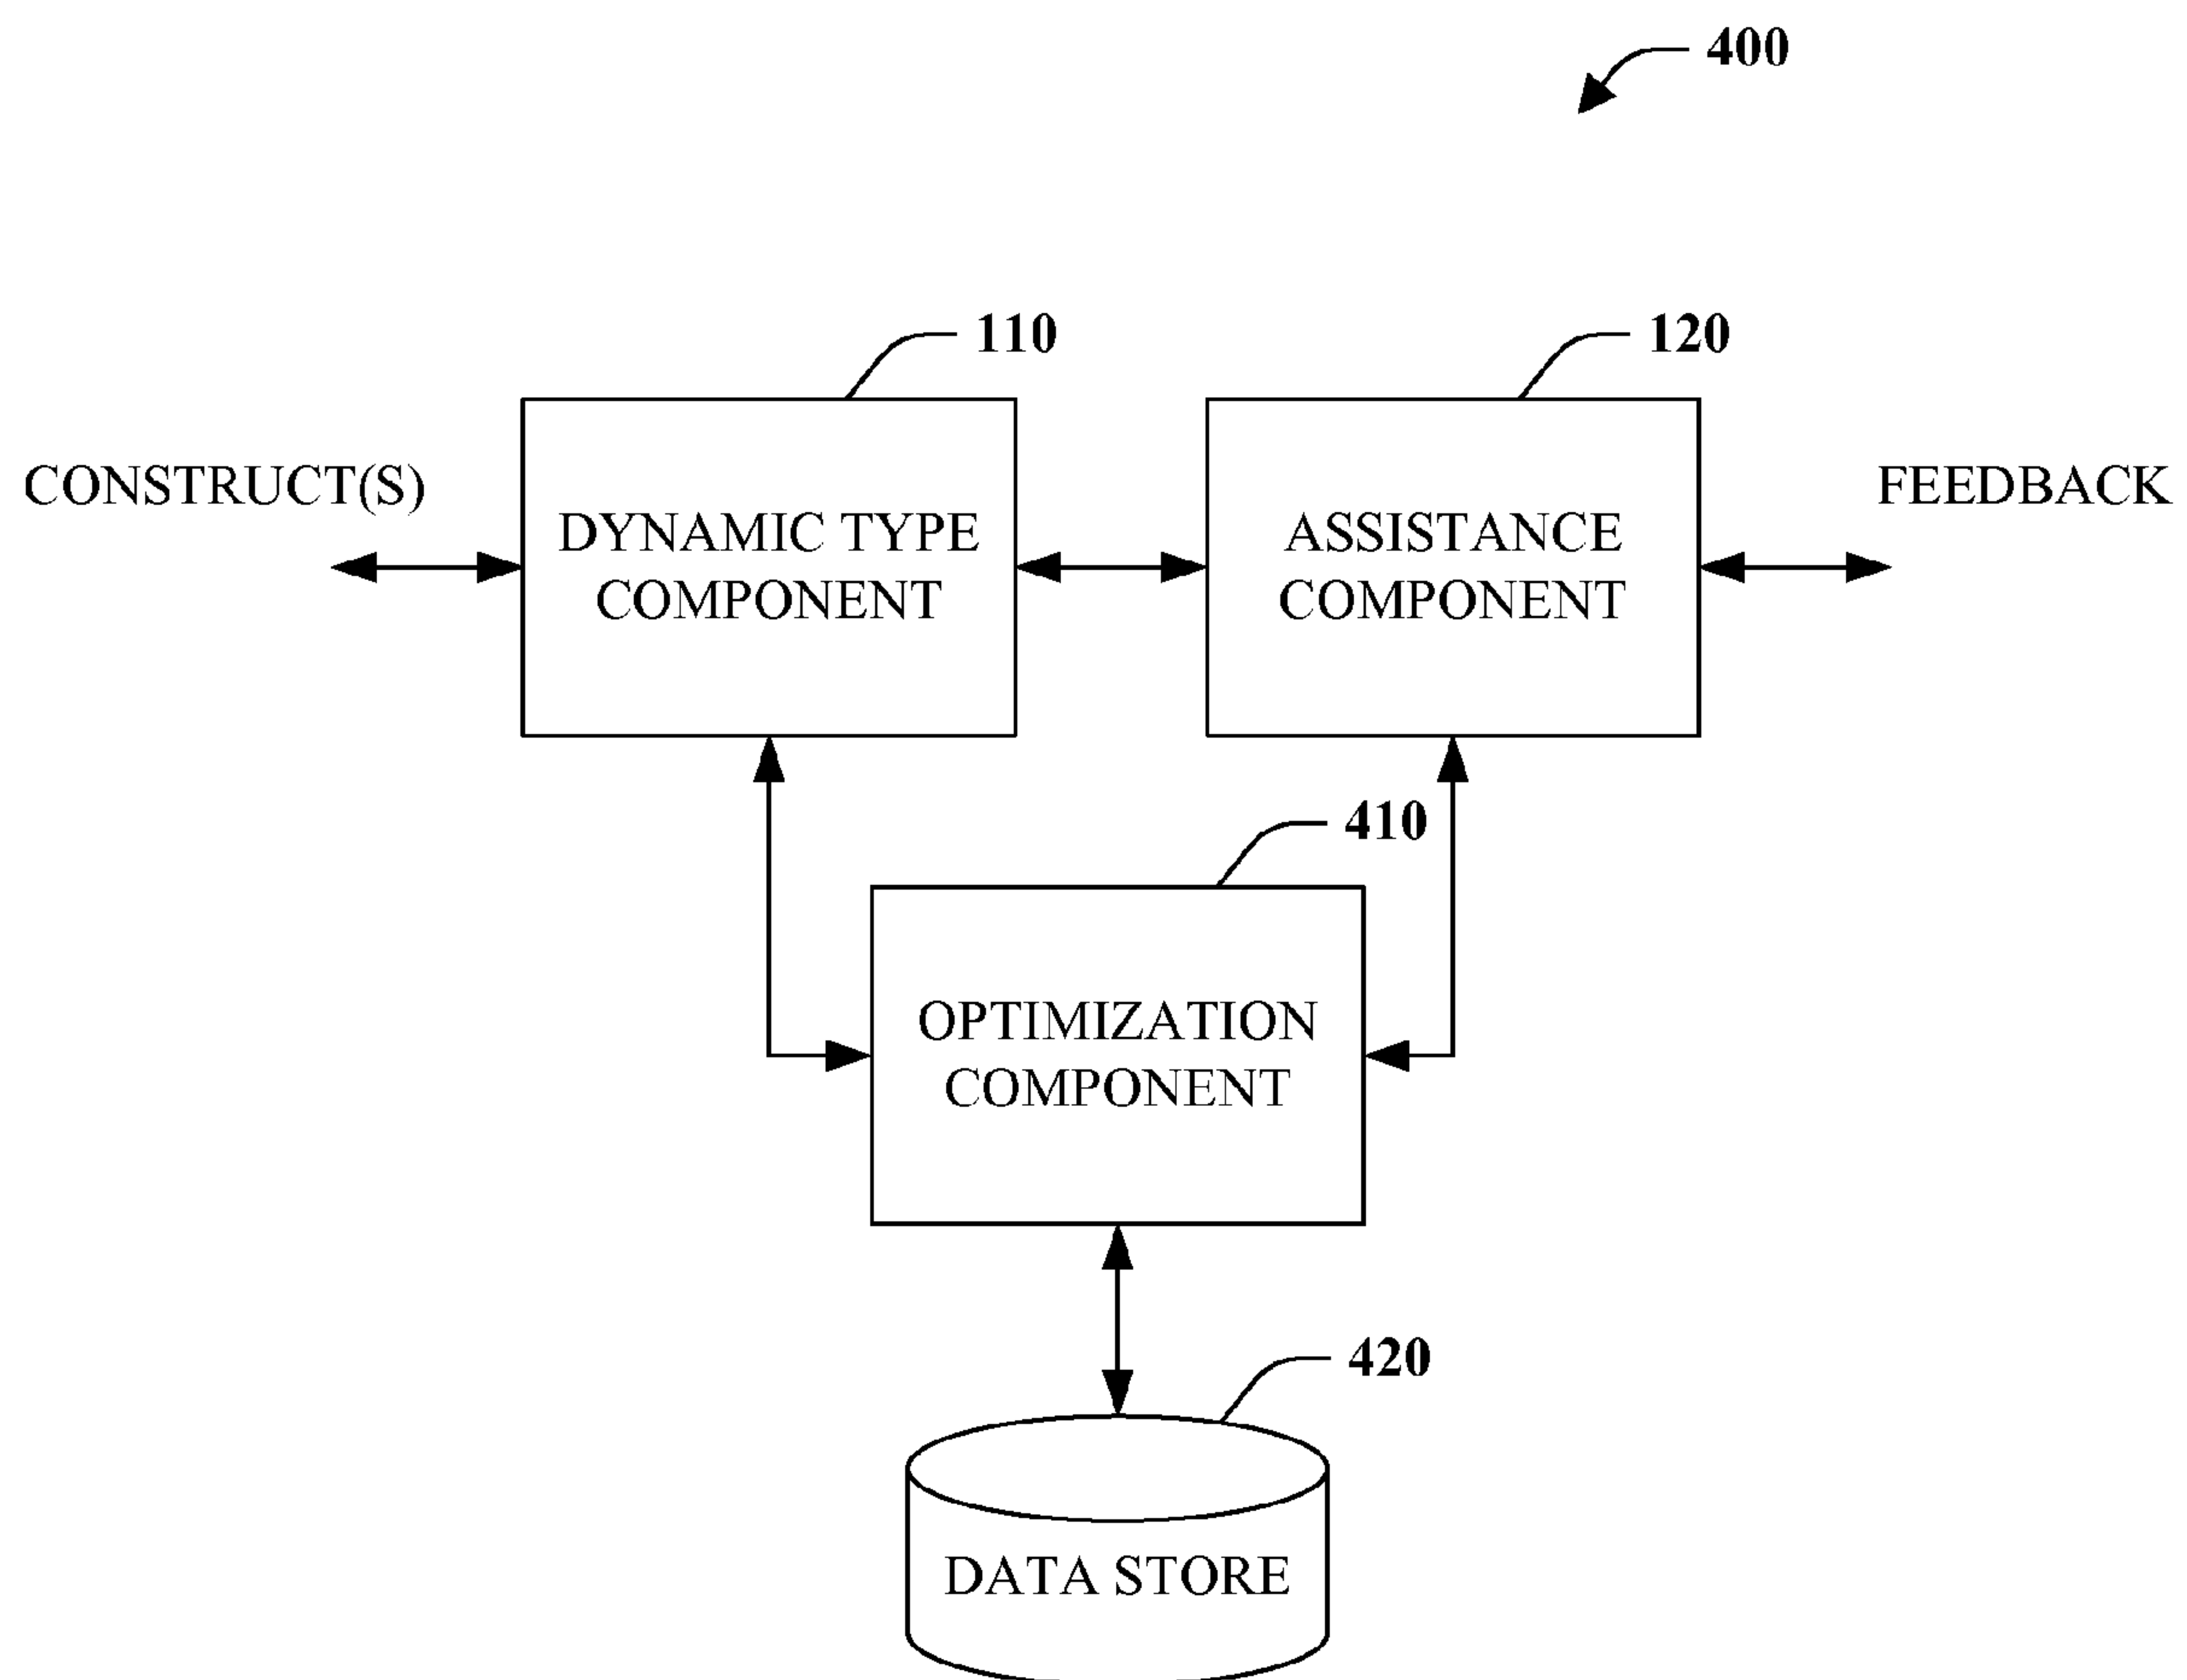 400
110
120
CONSTRUCT(S)
FEEDBACK
DYNAMIC TYPE
COMPONENT
ASSISTANCE
COMPONENT
410
OPTIMIZATION
COMPONENT
420
DATA STORE